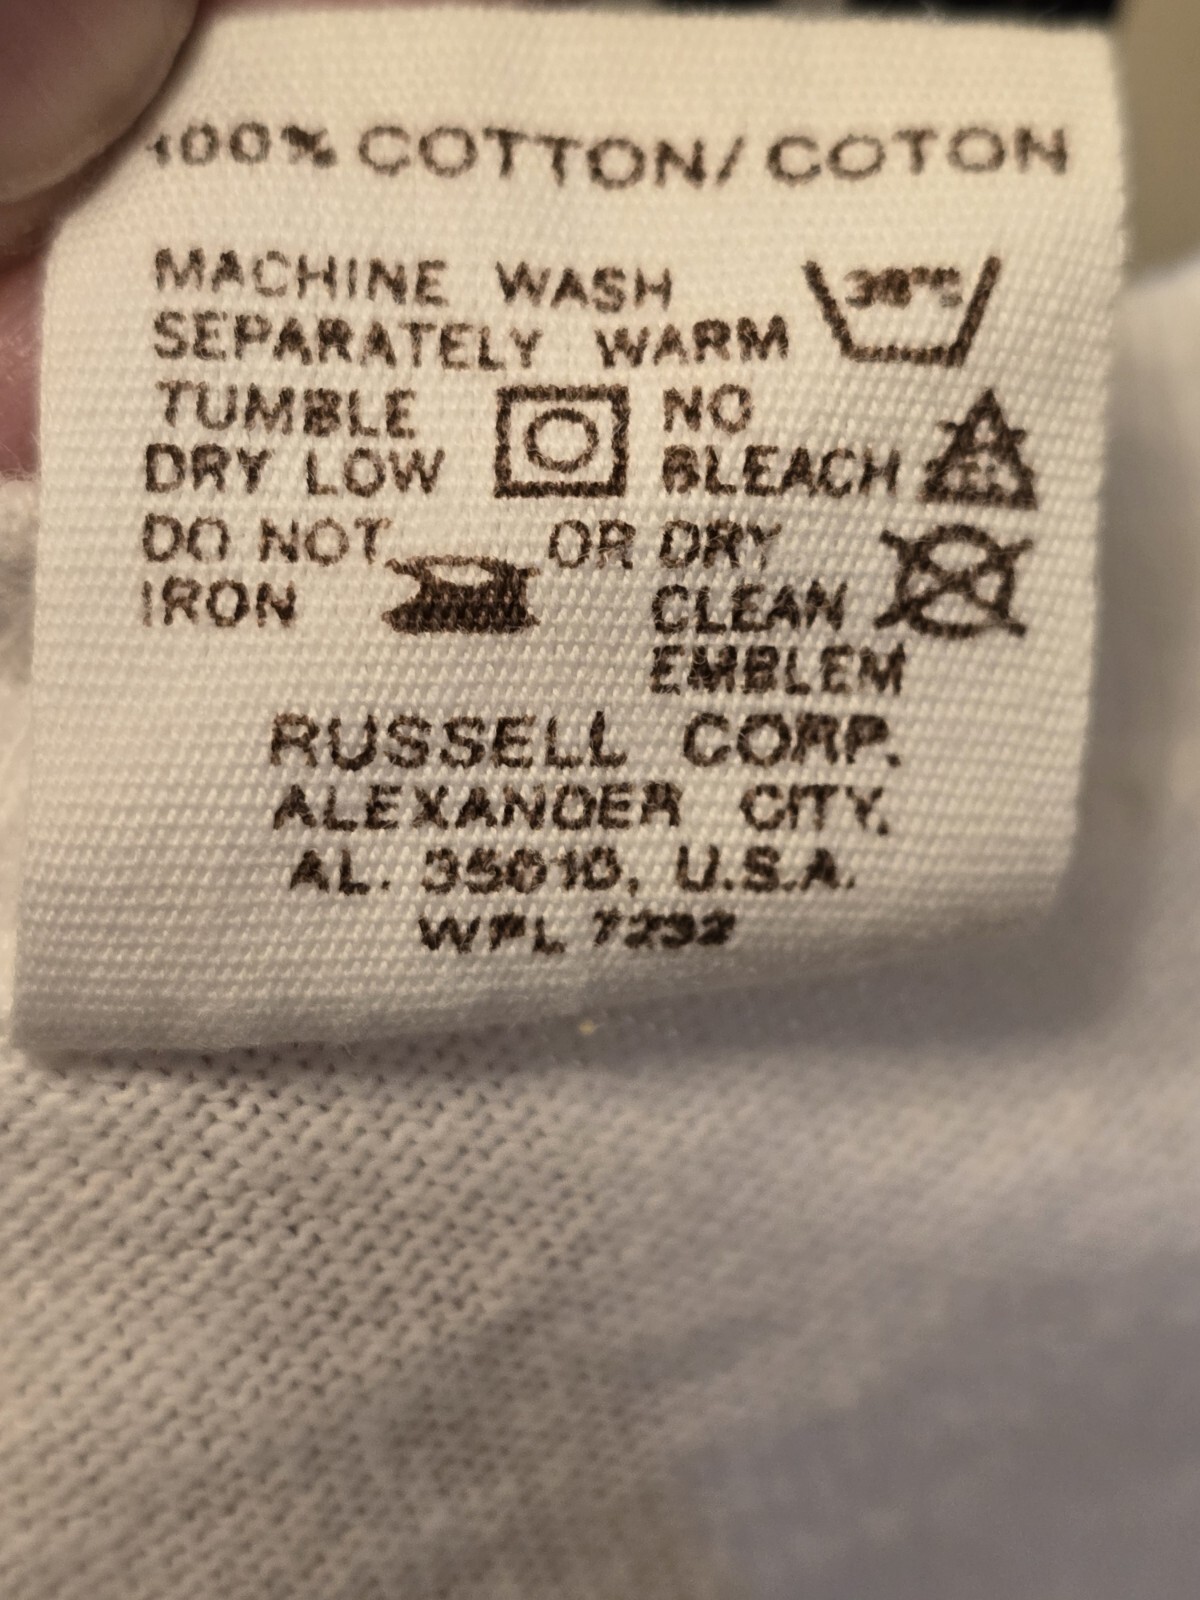 100% COTTON/ COTON
MACHINE WASH
SEPARATELY WARM
TUMBLE
DRY LOW
NO
BLEACH
DO NOT
IRON
OR DRY
CLEAN
EMBLEM
RUSSELL CORP.
ALEXANDER CITY,
AL. 35010, U.S.A.
WPL 7232